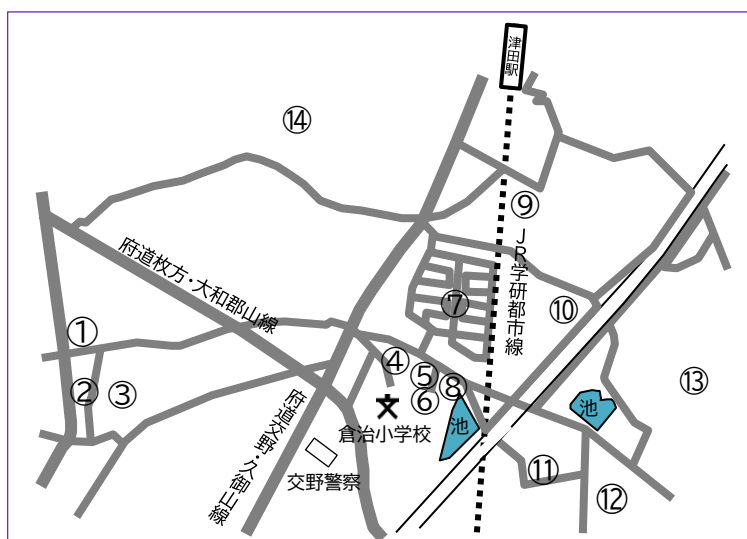 津田駅
⑭
⑨
JR学研都市線
府道枚方・大和郡山線
⑦
⑩
①
④
⑤
⑧
⑬
②
③
⑥
池
池
倉治小学校
府道交野・久御山線
交野警察
⑪
⑫